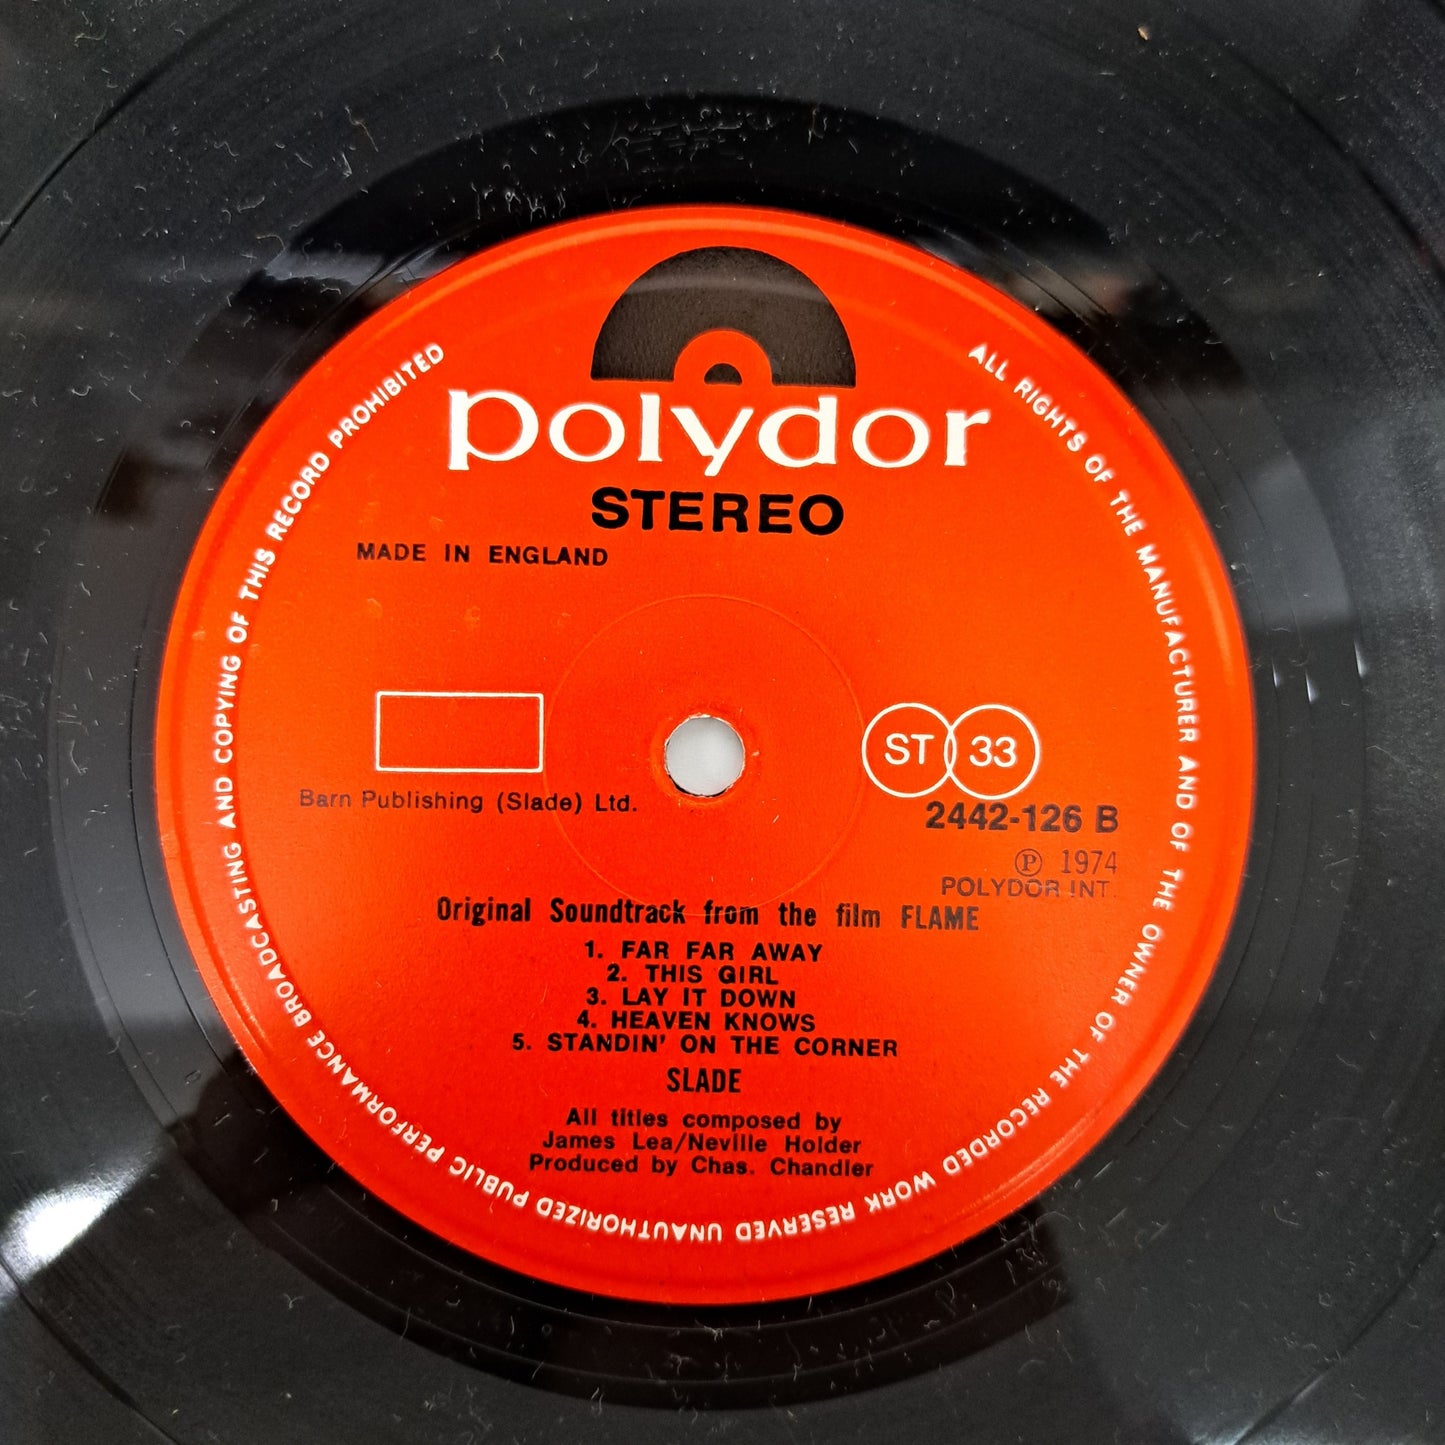 polydor
STEREO
MADE IN ENGLAND
ST 33
Barn Publishing (Slade) Ltd.
2442-126 B
Ⓟ 1974
POLYDOR INT.
Original Soundtrack from the film FLAME
1. FAR FAR AWAY
2. THIS GIRL
3. LAY IT DOWN
4. HEAVEN KNOWS
5. STANDIN' ON THE CORNER
SLADE
All titles composed by
James Lea/Neville Holder
Produced by Chas. Chandler
ALL RIGHTS OF THE MANUFACTURER AND OF THE OWNER OF THE RECORDED WORK RESERVED UNAUTHORIZED PUBLIC PERFORMANCE BROADCASTING AND COPYING OF THIS RECORD PROHIBITED